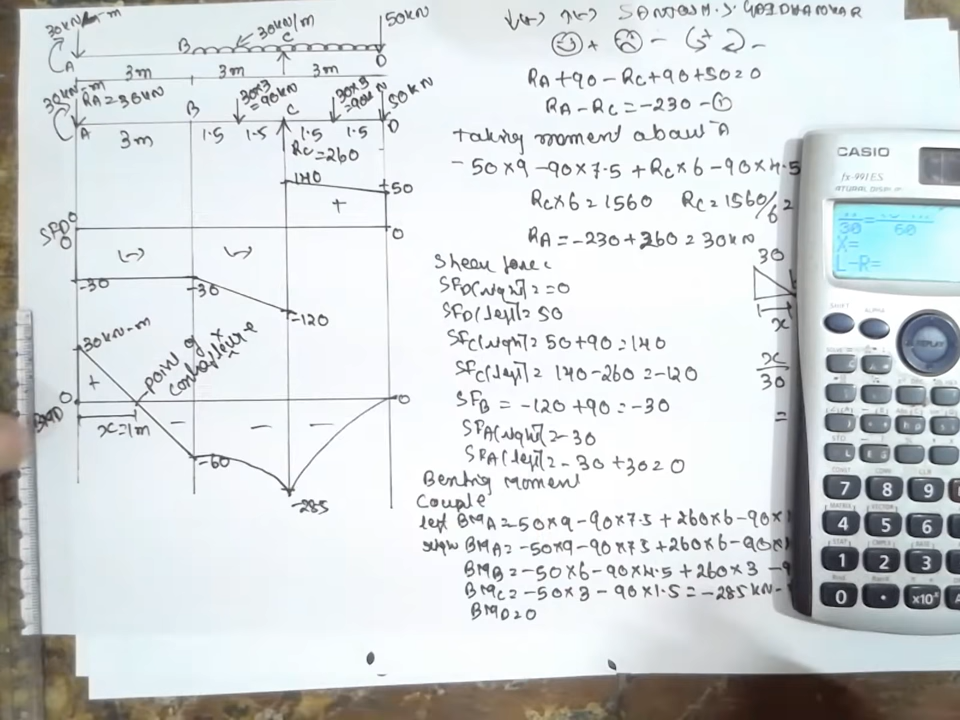 30kN-m 30kN/m 50kN
A B C D
3m 3m 3m
30kN-m RA=30kN B 30×3=90kN C 30×3=90kN 50kN
A 3m 1.5 1.5 1.5 1.5 D
Rc=260
140
+50
+
SFD 0 0
(-) (-)
-30 -30
-120
30kN-m
+
point of contraflexure
BMD 0 0
x=1m - - -
-60
-285
SANTOSH.S.
+ -
RA+90-Rc+90+50=0
RA-Rc=-230-①
Taking moment about A
-50×9-90×7.5+Rc×6-90×4.5
Rc×6=1560 Rc=1560/6=
RA=-230+260=30kN
Shear force
SFD(right)=0
SFD(left)=50
SFC(right)=50+90=140
SFC(left)=140-260=-120
SFB=-120+90=-30
SFA(right)=-30
SFA(left)=-30+30=0
Bending moment
Couple
left BMA=-50×9-90×7.5+260×6-90×
right BMA=-50×9-90×7.5+260×6-90×
BMB=-50×6-90×4.5+260×3-9
BMC=-50×3-90×1.5=-285kN-
BMD=0
30
x
x/30
=
CASIO
fx-991ES
30 = 60
X=
L-R=
SHIFT ALPHA
REPLAY
7 8 9
4 5 6
1 2 3
0 . ×10ˣ